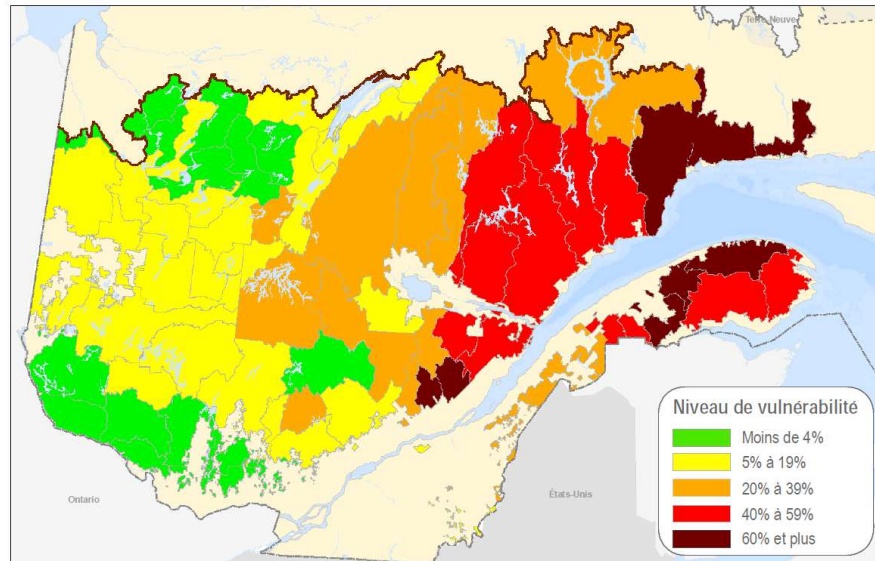 Terre-Neuve
Niveau de vulnérabilité
Moins de 4%
5% à 19%
20% à 39%
40% à 59%
60% et plus
Ontario
États-Unis